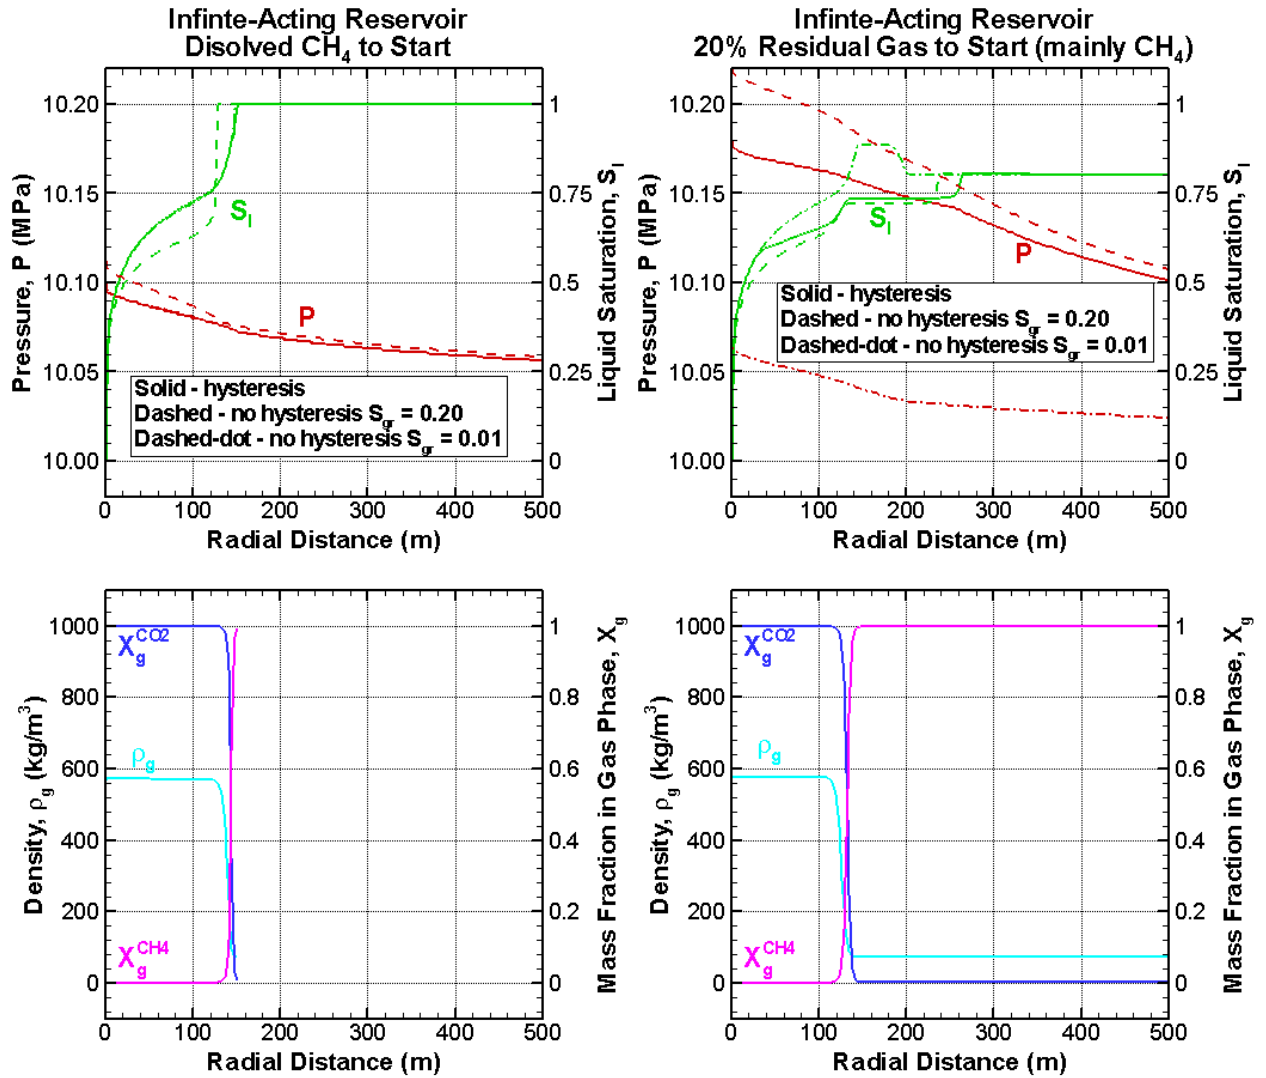 Infinte-Acting Reservoir
Disolved CH4 to Start
10.20
10.15
10.10
10.05
10.00
Pressure, P (MPa)
1
0.75
0.5
0.25
0
Liquid Saturation, Sl
Sl
P
Solid - hysteresis
Dashed - no hysteresis Sgr = 0.20
Dashed-dot - no hysteresis Sgr = 0.01
0 100 200 300 400 500
Radial Distance (m)
Infinte-Acting Reservoir
20% Residual Gas to Start (mainly CH4)
10.20
10.15
10.10
10.05
10.00
Pressure, P (MPa)
1
0.75
0.5
0.25
0
Liquid Saturation, Sl
Sl
P
Solid - hysteresis
Dashed - no hysteresis Sgr = 0.20
Dashed-dot - no hysteresis Sgr = 0.01
0 100 200 300 400 500
Radial Distance (m)
1000
800
600
400
200
0
Density, ρg (kg/m3)
1
0.8
0.6
0.4
0.2
0
Mass Fraction in Gas Phase, Xg
XgCO2
ρg
XgCH4
0 100 200 300 400 500
Radial Distance (m)
1000
800
600
400
200
0
Density, ρg (kg/m3)
1
0.8
0.6
0.4
0.2
0
Mass Fraction in Gas Phase, Xg
XgCO2
ρg
XgCH4
0 100 200 300 400 500
Radial Distance (m)